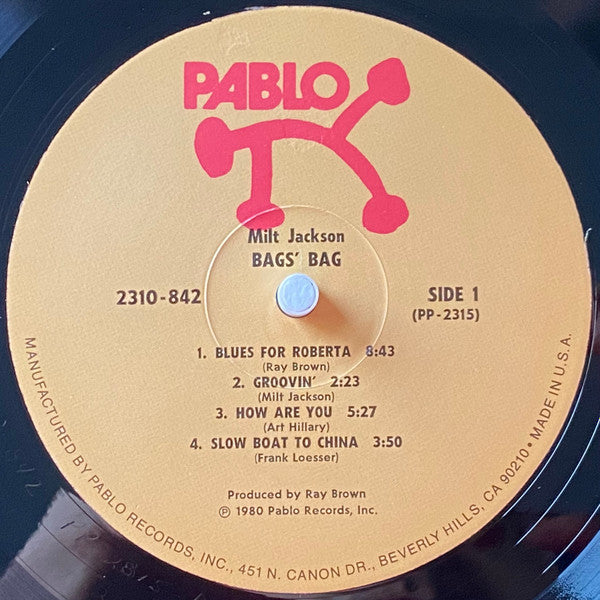 PABLO
Milt Jackson
BAGS' BAG
2310-842
SIDE 1
(PP-2315)
1. BLUES FOR ROBERTA 8:43
(Ray Brown)
2. GROOVIN' 2:23
(Milt Jackson)
3. HOW ARE YOU 5:27
(Art Hillary)
4. SLOW BOAT TO CHINA 3:50
(Frank Loesser)
Produced by Ray Brown
℗ 1980 Pablo Records, Inc.
MANUFACTURED BY PABLO RECORDS, INC., 451 N. CANON DR., BEVERLY HILLS, CA 90210 • MADE IN U.S.A.